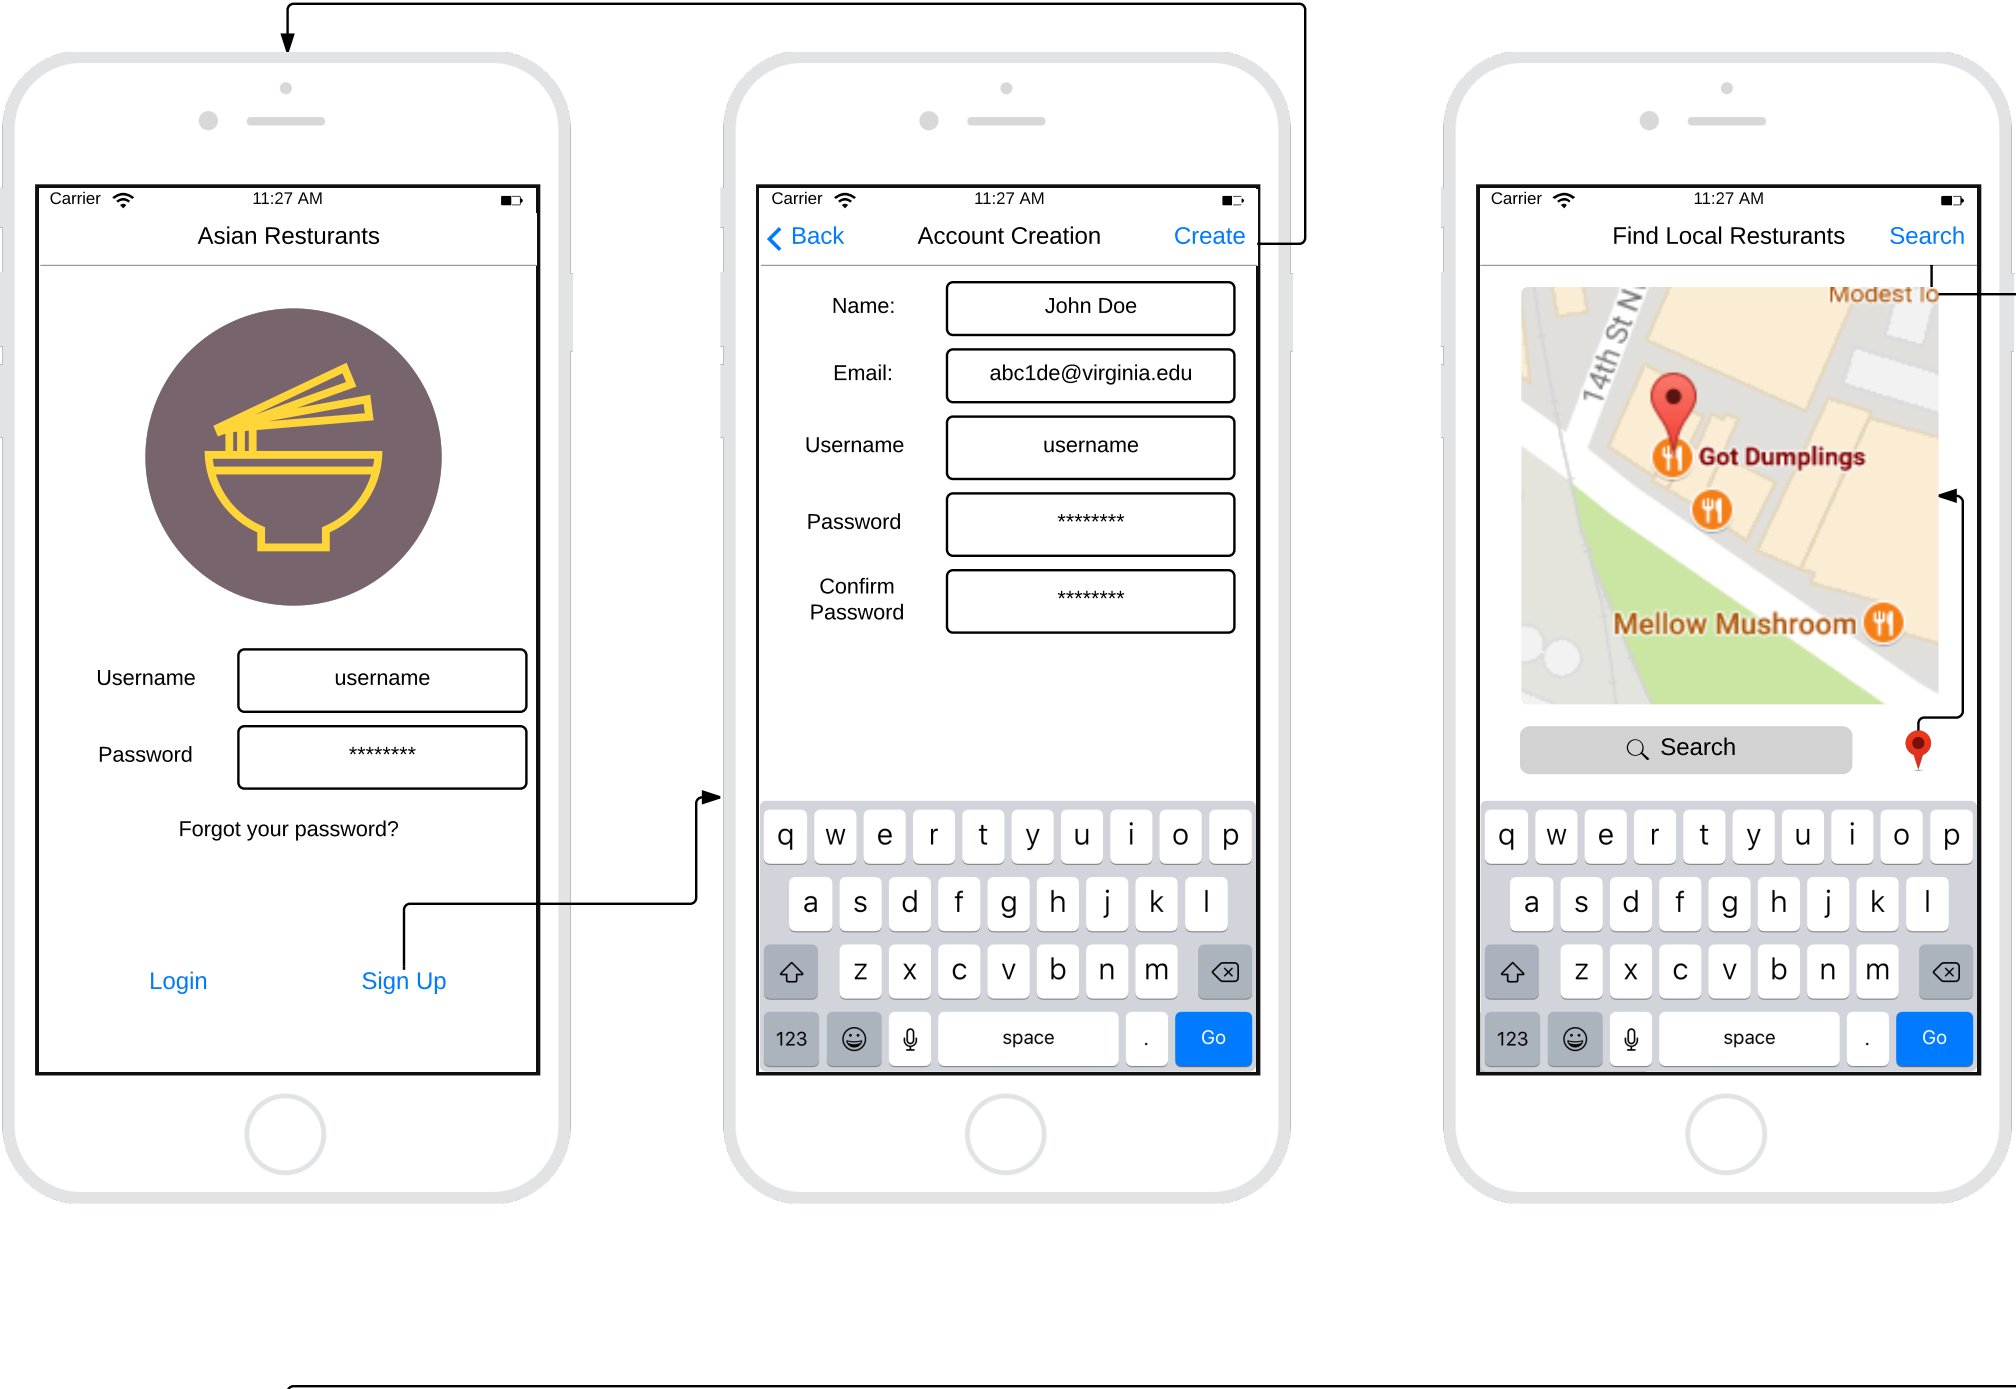 Carrier 11:27 AM
Asian Resturants
Username username
Password ********
Forgot your password?
Login Sign Up
Carrier 11:27 AM
Back Account Creation Create
Name: John Doe
Email: abc1de@virginia.edu
Username username
Password ********
Confirm
Password ********
q w e r t y u i o p
a s d f g h j k l
z x c v b n m
123 space . Go
Carrier 11:27 AM
Find Local Resturants Search
Modest lo
14th St N
Got Dumplings
Mellow Mushroom
Search
q w e r t y u i o p
a s d f g h j k l
z x c v b n m
123 space . Go